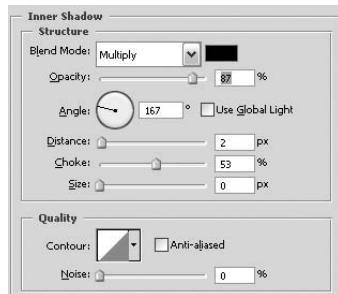 Inner Shadow
Structure
Blend Mode: Multiply
Opacity: 87 %
Angle: 167 ° Use Global Light
Distance: 2 px
Choke: 53 %
Size: 0 px
Quality
Contour: Anti-aliased
Noise: 0 %